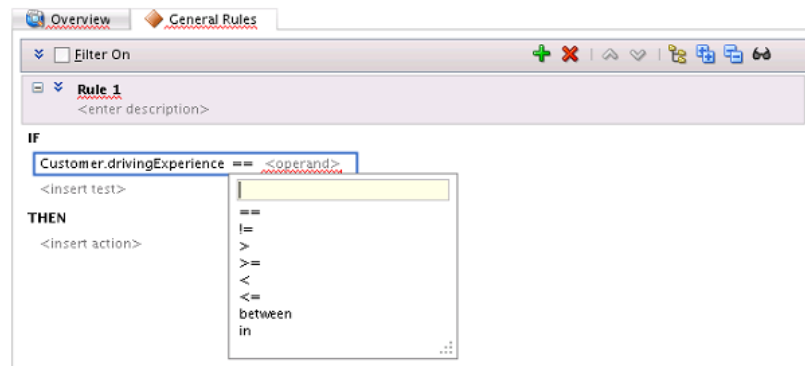 Overview
General Rules
Filter On
Rule 1
<enter description>
IF
Customer.drivingExperience == <operand>
<insert test>
THEN
<insert action>
==
!=
>
>=
<
<=
between
in